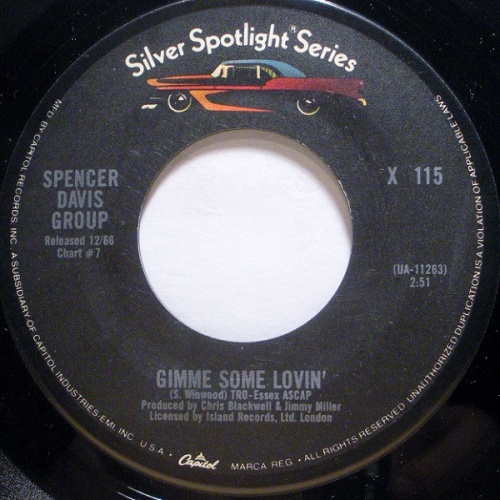 Silver Spotlight® Series
SPENCER
DAVIS
GROUP
Released 12/66
Chart #7
X 115
(UA-11263)
2:51
GIMME SOME LOVIN'
(S. Winwood) TRO-Essex ASCAP
Produced by Chris Blackwell & Jimmy Miller
Licensed by Island Records, Ltd. London
MFD. BY CAPITOL RECORDS, INC. A SUBSIDIARY OF CAPITOL INDUSTRIES-EMI, INC. U.S.A. • Capitol MARCA REG. • ALL RIGHTS RESERVED. UNAUTHORIZED DUPLICATION IS A VIOLATION OF APPLICABLE LAWS